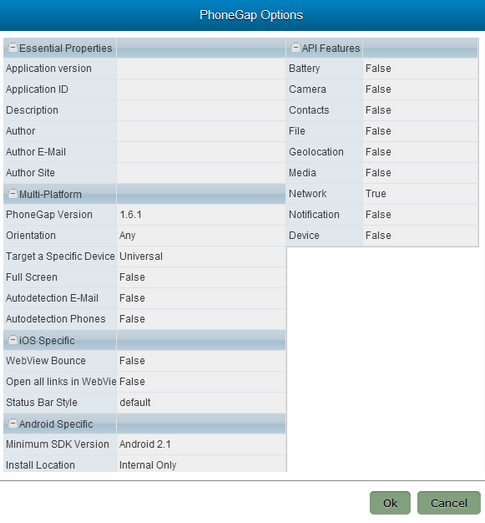 PhoneGap Options
Essential Properties
Application version
Application ID
Description
Author
Author E-Mail
Author Site
Multi-Platform
PhoneGap Version 1.6.1
Orientation Any
Target a Specific Device Universal
Full Screen False
Autodetection E-Mail False
Autodetection Phones False
iOS Specific
WebView Bounce False
Open all links in WebVie False
Status Bar Style default
Android Specific
Minimum SDK Version Android 2.1
Install Location Internal Only
API Features
Battery False
Camera False
Contacts False
File False
Geolocation False
Media False
Network True
Notification False
Device False
Ok Cancel